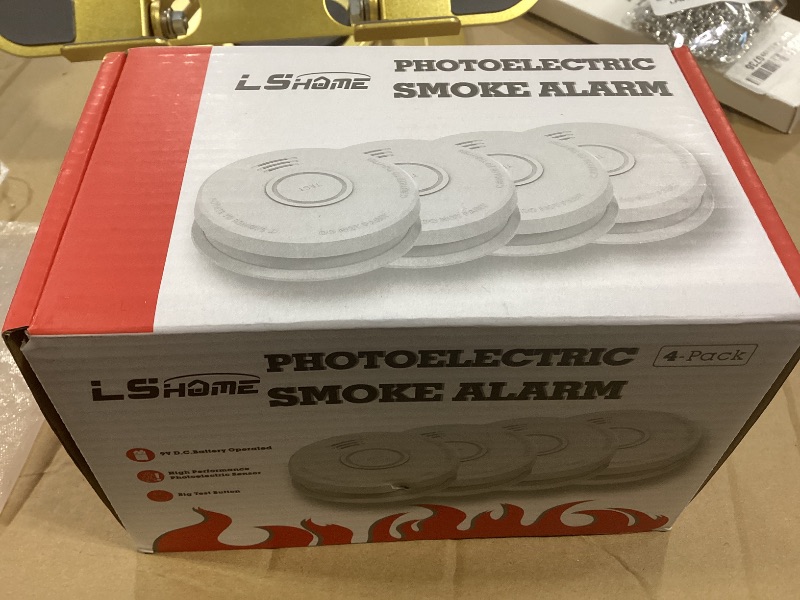 LSHOME
PHOTOELECTRIC
SMOKE ALARM
TEST
LSHOME
PHOTOELECTRIC
SMOKE ALARM
4-Pack
9V D.C.Battery Operated
High Performance
Photoelectric Sensor
Big Test Button